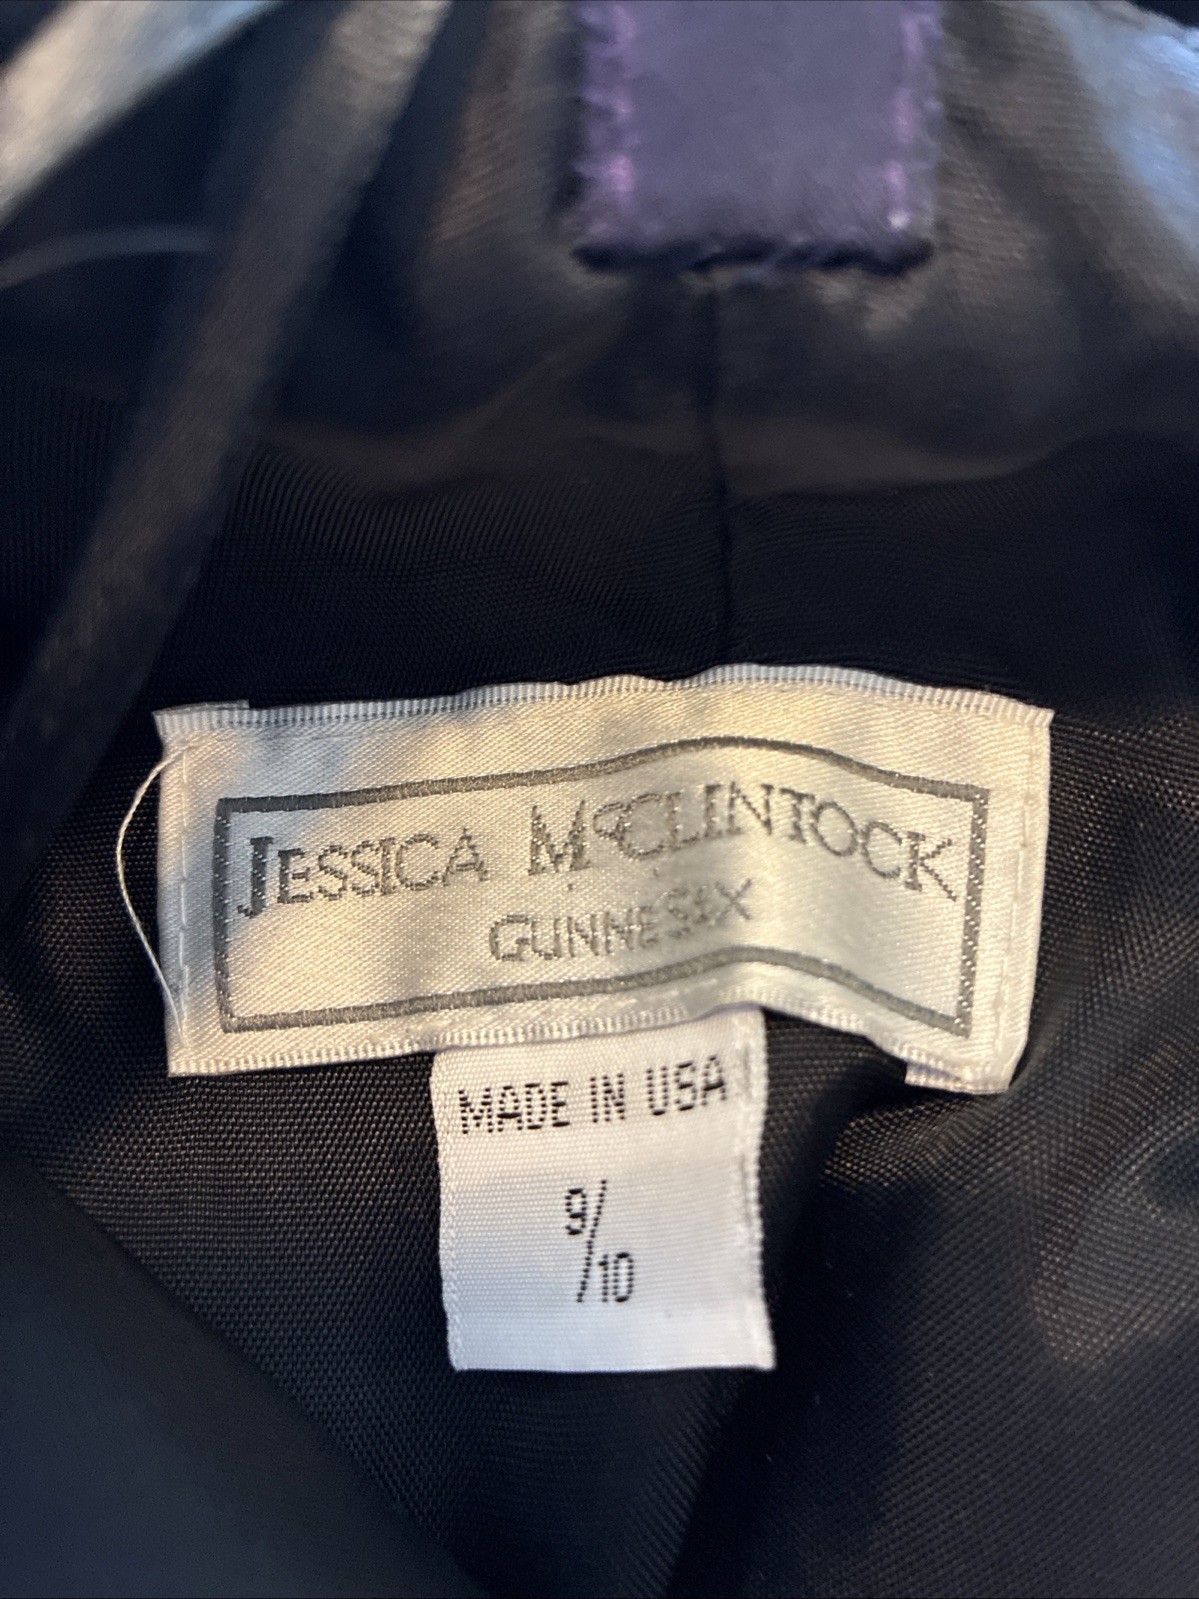 JESSICA McCLINTOCK
GUNNE SAX
MADE IN USA
9/10